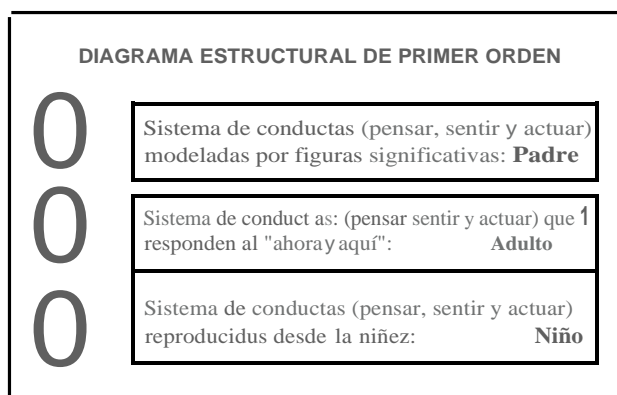 DIAGRAMA ESTRUCTURAL DE PRIMER ORDEN
0
Sistema de conductas (pensar, sentir y actuar)
modeladas por figuras significativas: Padre
0
Sistema de conduct as: (pensar sentir y actuar) que 1
responden al "ahora y aquí": Adulto
0
Sistema de conductas (pensar, sentir y actuar)
reproducidus desde la niñez: Niño